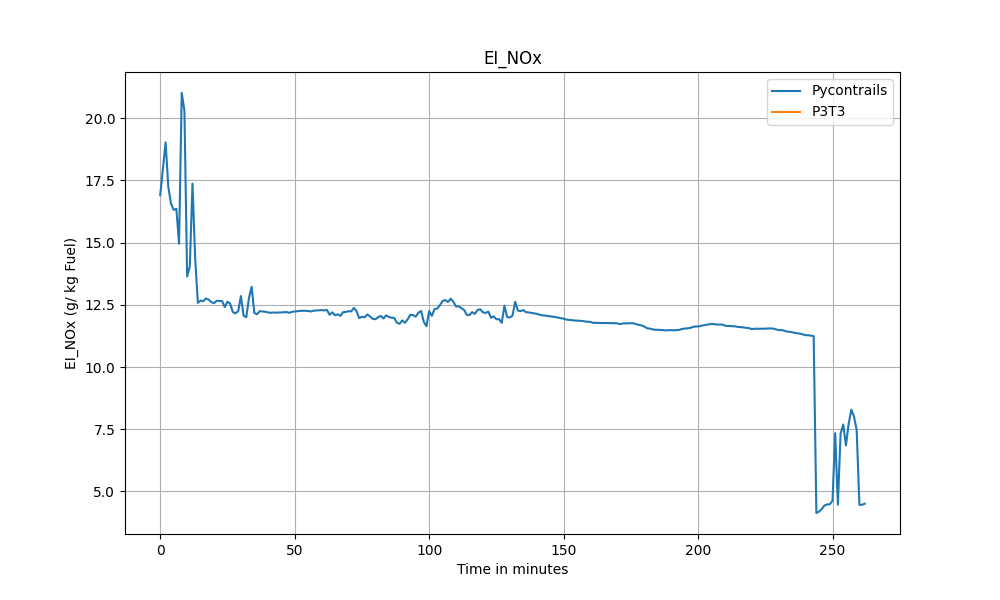 EI_NOx
Pycontrails
P3T3
EI_NOx (g/ kg Fuel)
20.0
17.5
15.0
12.5
10.0
7.5
5.0
0 50 100 150 200 250
Time in minutes